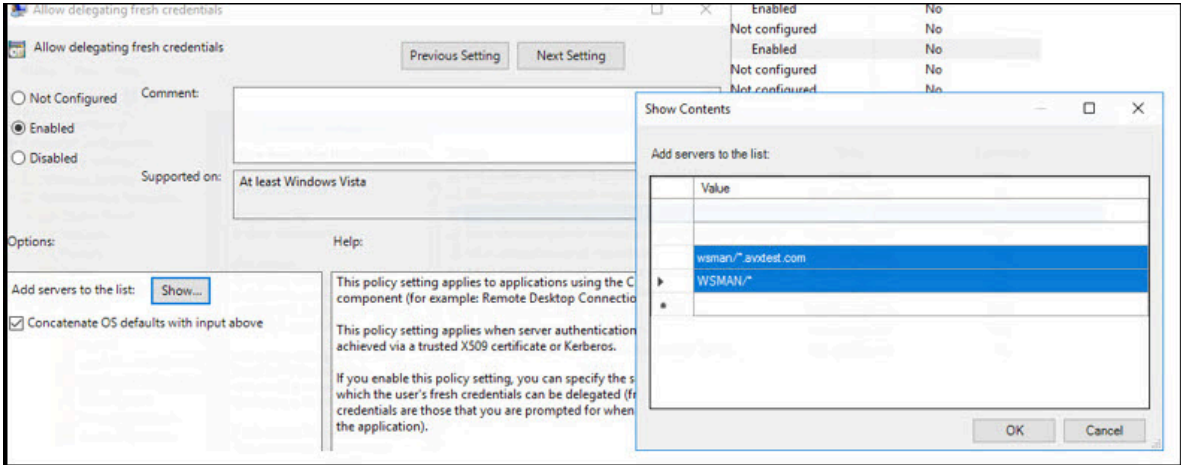 Allow delegating fresh credentials
Allow delegating fresh credentials
Previous Setting
Next Setting
Not Configured
Comment:
Enabled
Disabled
Supported on:
At least Windows Vista
Options:
Help:
Add servers to the list:
Show...
Concatenate OS defaults with input above
This policy setting applies to applications using the C
component (for example: Remote Desktop Connectio
This policy setting applies when server authentication
achieved via a trusted X509 certificate or Kerberos.
If you enable this policy setting, you can specify the s
which the user's fresh credentials can be delegated (fr
credentials are those that you are prompted for when
the application).
Enabled No
Not configured No
Enabled No
Not configured No
Not configured No
Show Contents
Add servers to the list:
Value
wsman/*.avxtest.com
WSMAN/*
OK
Cancel